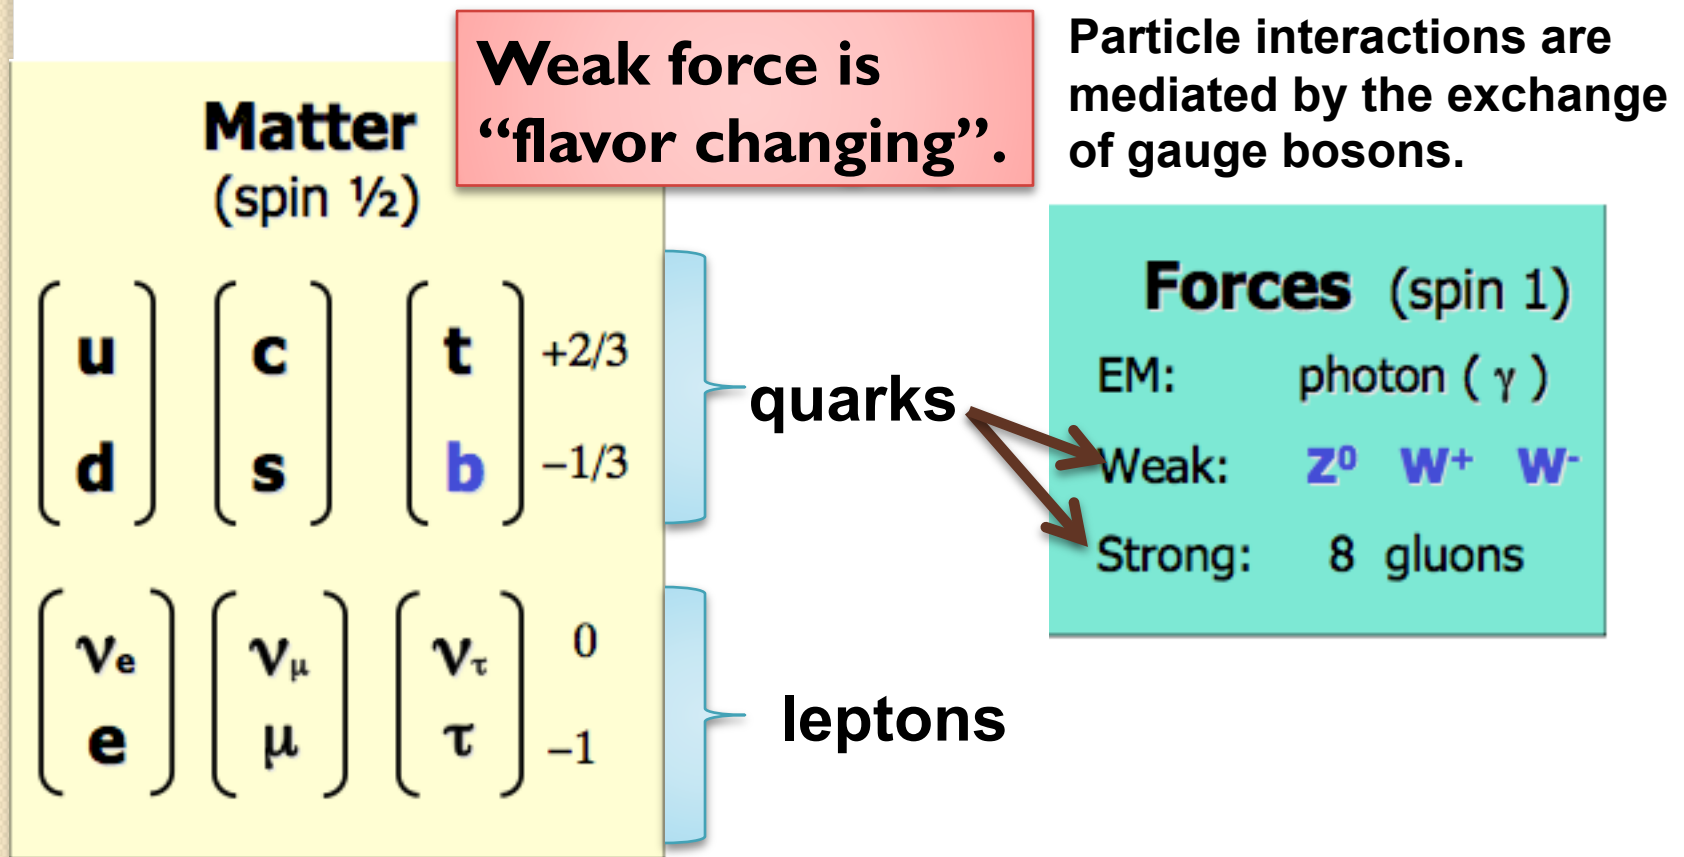 Weak force is
“flavor changing”.
Particle interactions are
mediated by the exchange
of gauge bosons.
Matter
(spin ½)
u c t +2/3
d s b −1/3
quarks
νe νμ ντ 0
e μ τ −1
leptons
Forces (spin 1)
EM: photon ( γ )
Weak: Z⁰ W⁺ W⁻
Strong: 8 gluons